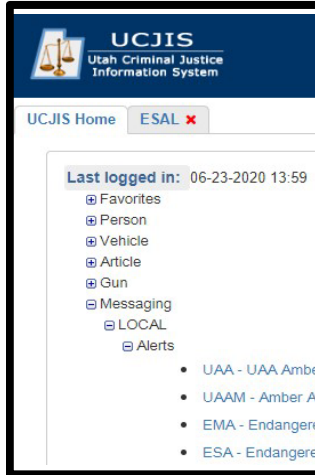 UCJIS
Utah Criminal Justice
Information System
UCJIS Home ESAL
Last logged in: 06-23-2020 13:59
Favorites
Person
Vehicle
Article
Gun
Messaging
LOCAL
Alerts
• UAA - UAA Ambe
• UAAM - Amber A
• EMA - Endangere
• ESA - Endangere